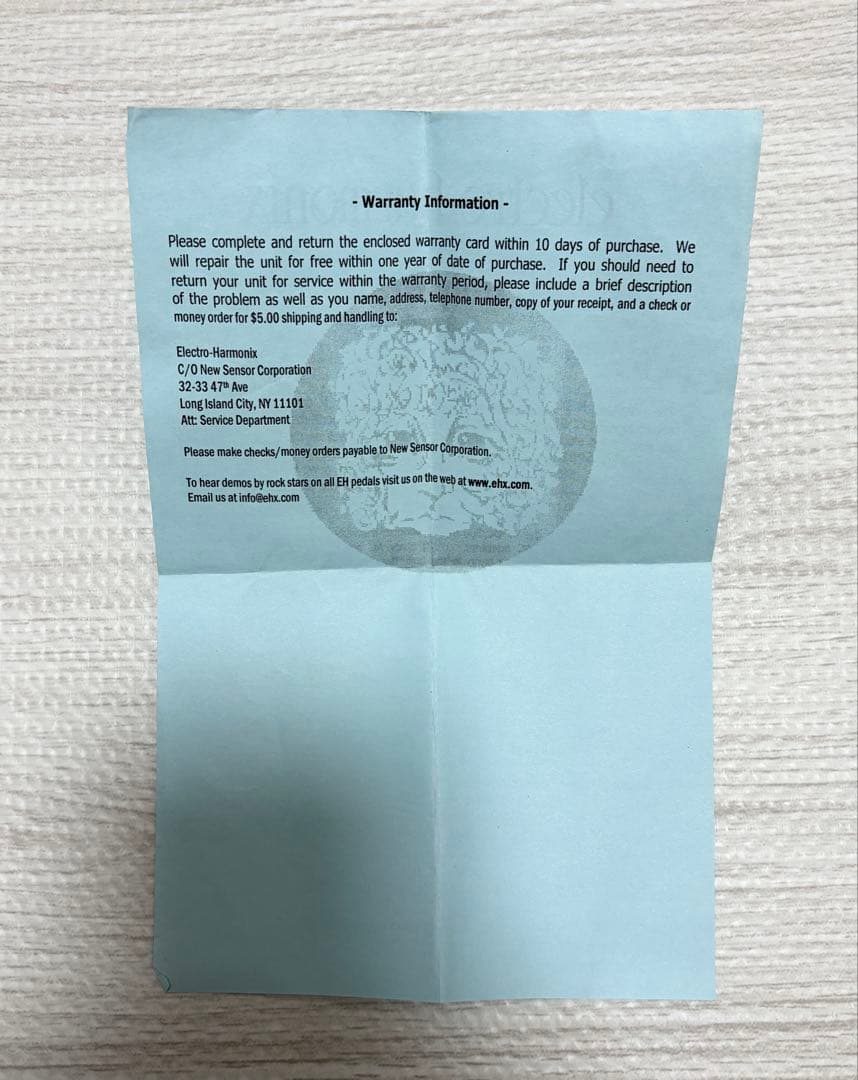 - Warranty Information -
Please complete and return the enclosed warranty card within 10 days of purchase. We
will repair the unit for free within one year of date of purchase. If you should need to
return your unit for service within the warranty period, please include a brief description
of the problem as well as you name, address, telephone number, copy of your receipt, and a check or
money order for $5.00 shipping and handling to:
Electro-Harmonix
C/O New Sensor Corporation
32-33 47th Ave
Long Island City, NY 11101
Att: Service Department
Please make checks/money orders payable to New Sensor Corporation.
To hear demos by rock stars on all EH pedals visit us on the web at www.ehx.com.
Email us at info@ehx.com